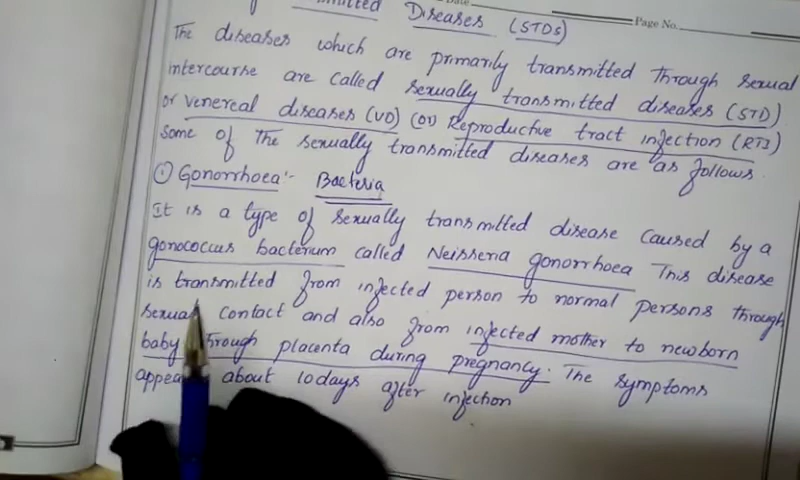 Page No.
Diseases (STDs)
The diseases which are primarily transmitted Through sexual
intercourse are called sexually transmitted diseases (STD)
or venereal diseases (VD) (or) Reproductive tract infection (RTI)
Some of The sexually transmitted diseases are as follows
① Gonorrhoea :- Bacteria
It is a type of sexually transmitted disease caused by a
gonococcus bacterium called Neisseria gonorrhoea This disease
is transmitted from infected person to normal persons through
sexual contact and also from infected mother to newborn
baby Through placenta during pregnancy. The symptoms
about 10days after infection